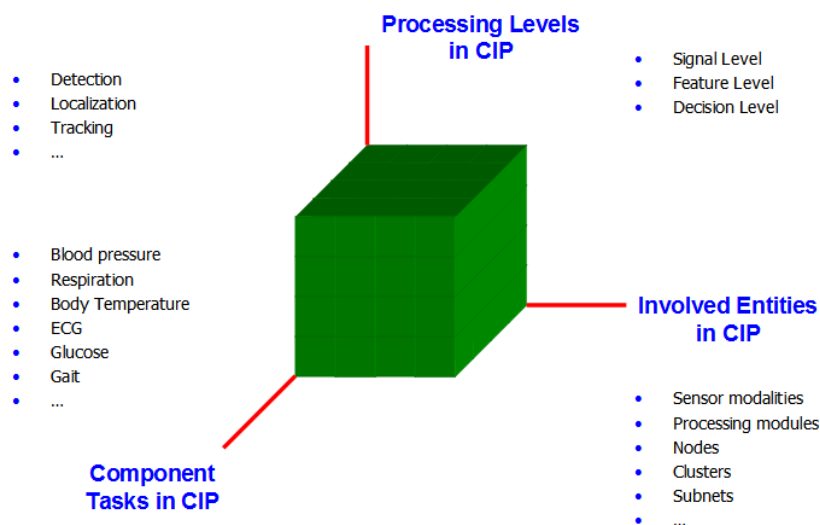 Processing Levels
in CIP
• Signal Level
• Feature Level
• Decision Level
• Detection
• Localization
• Tracking
• ...
• Blood pressure
• Respiration
• Body Temperature
• ECG
• Glucose
• Gait
• ...
Involved Entities
in CIP
• Sensor modalities
• Processing modules
• Nodes
• Clusters
• Subnets
• ...
Component
Tasks in CIP